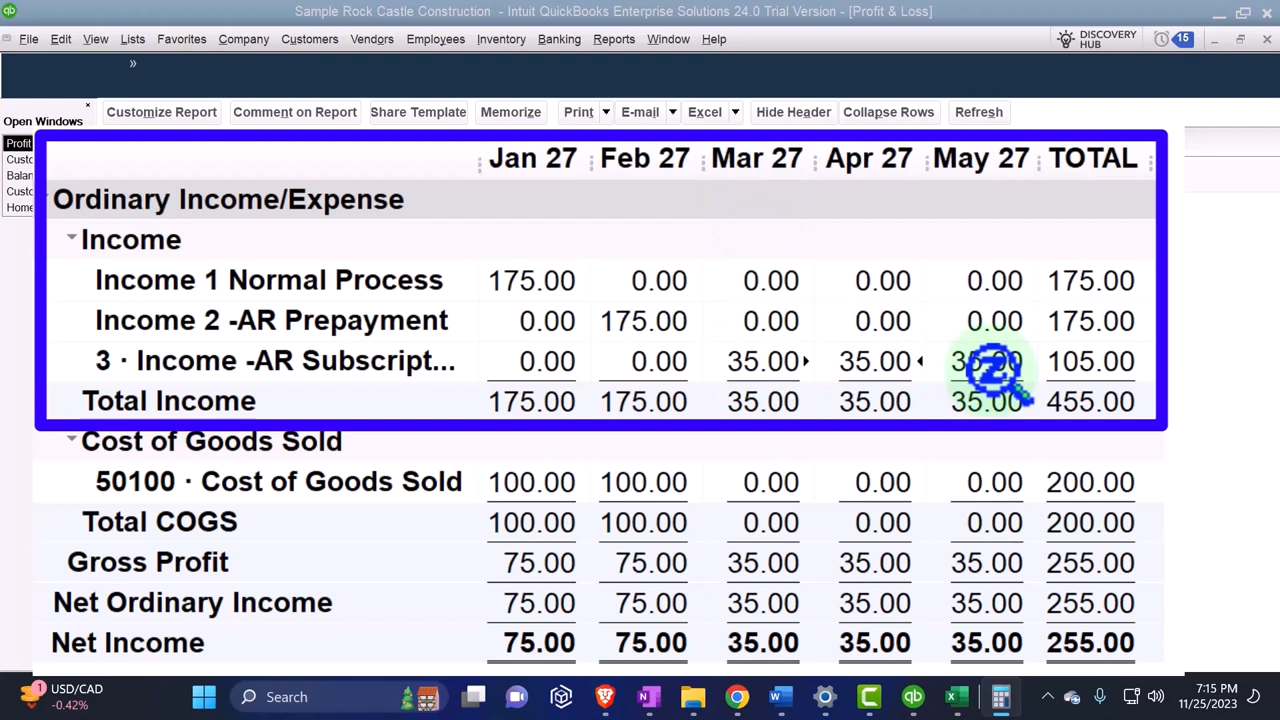 Sample Rock Castle Construction - Intuit QuickBooks Enterprise Solutions 24.0 Trial Version - [Profit & Loss]
File Edit View Lists Favorites Company Customers Vendors Employees Inventory Banking Reports Window Help DISCOVERY HUB 15
»
Customize Report Comment on Report Share Template Memorize Print E-mail Excel Hide Header Collapse Rows Refresh
Open Windows
Profit
Custo
Balan
Custo
Home
Jan 27 Feb 27 Mar 27 Apr 27 May 27 TOTAL
Ordinary Income/Expense
Income
Income 1 Normal Process 175.00 0.00 0.00 0.00 0.00 175.00
Income 2 -AR Prepayment 0.00 175.00 0.00 0.00 0.00 175.00
3 · Income -AR Subscript... 0.00 0.00 35.00 35.00 35.00 105.00
Total Income 175.00 175.00 35.00 35.00 35.00 455.00
Cost of Goods Sold
50100 · Cost of Goods Sold 100.00 100.00 0.00 0.00 0.00 200.00
Total COGS 100.00 100.00 0.00 0.00 0.00 200.00
Gross Profit 75.00 75.00 35.00 35.00 35.00 255.00
Net Ordinary Income 75.00 75.00 35.00 35.00 35.00 255.00
Net Income 75.00 75.00 35.00 35.00 35.00 255.00
1 USD/CAD
-0.42%
Search
7:15 PM
11/25/2023